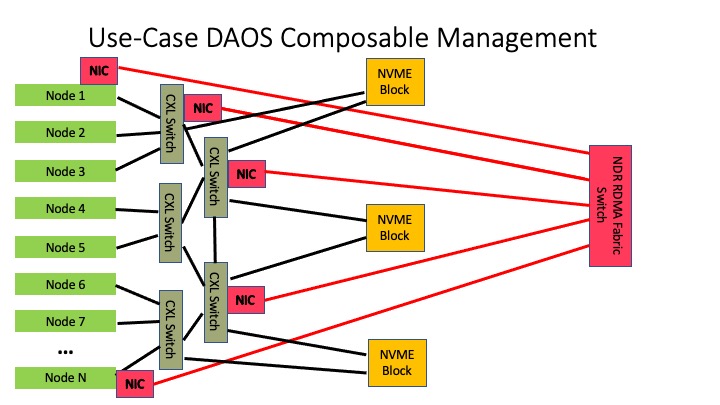 Use-Case DAOS Composable Management
NIC
Node 1
Node 2
Node 3
Node 4
Node 5
Node 6
Node 7
...
Node N
NIC
CXL Switch
NIC
CXL Switch
CXL Switch
CXL Switch
NIC
CXL Switch
NIC
NVME
Block
NVME
Block
NVME
Block
NDR RDMA Fabric
Switch